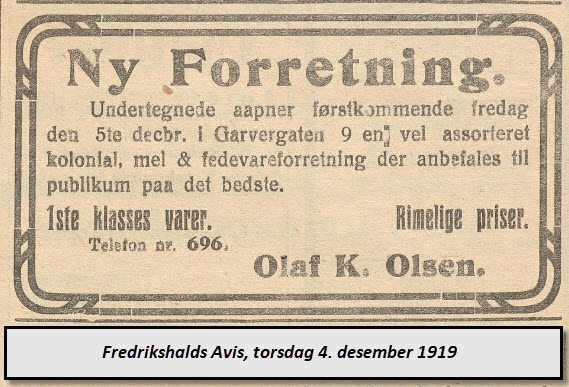 Ny Forretning.
Undertegnede aapner førstkommende fredag
den 5te decbr. i Garvergaten 9 en vel assorteret
kolonial, mel & fedevareforretning der anbefales til
publikum paa det bedste.
1ste klasses varer. Rimelige priser.
Telefon nr. 696.
Olaf K. Olsen.
Fredrikshalds Avis, torsdag 4. desember 1919